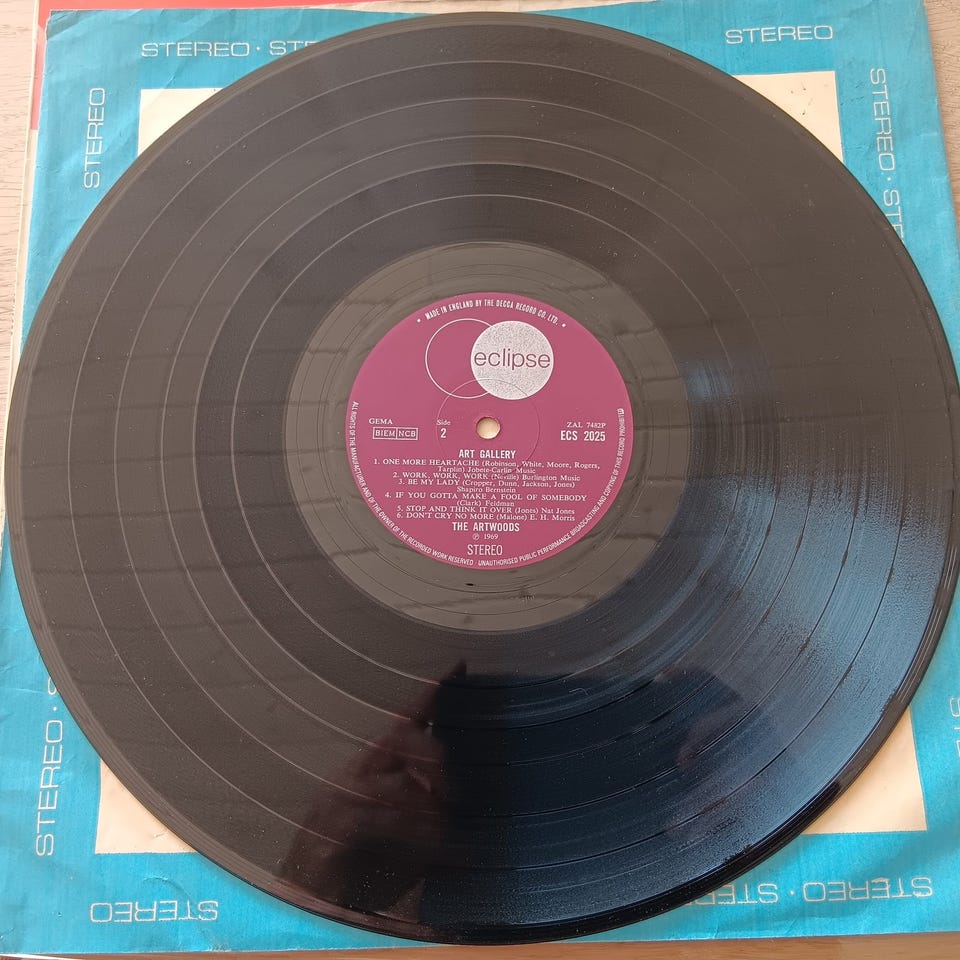 STEREO · STE
STEREO
STEREO
STEREO · STE
• MADE IN ENGLAND BY THE DECCA RECORD CO. LTD. •
eclipse
GEMA
BIEM NCB
Side
2
ZAL 7482P
ECS 2025
ART GALLERY
1. ONE MORE HEARTACHE (Robinson, White, Moore, Rogers,
Tarplin) Jobete-Carlin Music
2. WORK, WORK, WORK (Neville) Burlington Music
3. BE MY LADY (Cropper, Dunn, Jackson, Jones)
Shapiro Bernstein
4. IF YOU GOTTA MAKE A FOOL OF SOMEBODY
(Clark) Feldman
5. STOP AND THINK IT OVER (Jones) Nat Jones
6. DON'T CRY NO MORE (Malone) E. H. Morris
THE ARTWOODS
℗ 1969
STEREO
ALL RIGHTS OF THE MANUFACTURER AND OF THE OWNER OF THE RECORDED WORK RESERVED · UNAUTHORISED PUBLIC PERFORMANCE BROADCASTING AND COPYING OF THIS RECORD PROHIBITED
STEREO · S
STEREO
STEREO · STEREO